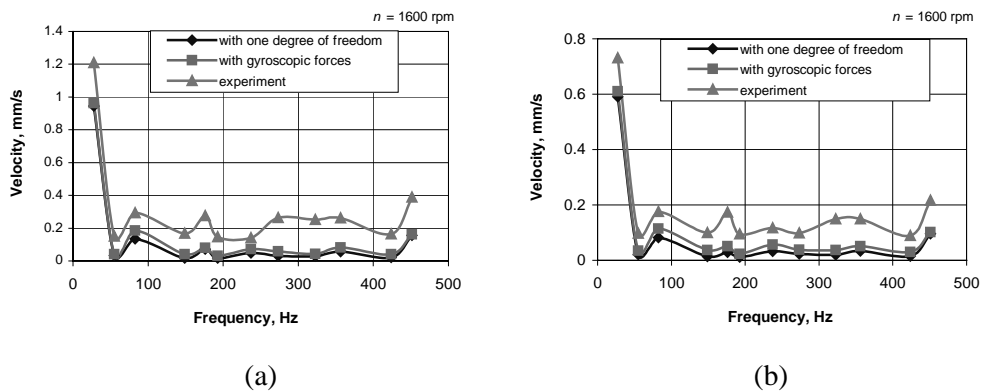 n = 1600 rpm
1.4
1.2
1
0.8
0.6
0.4
0.2
0
Velocity, mm/s
with one degree of freedom
with gyroscopic forces
experiment
0 100 200 300 400 500
Frequency, Hz
(a)
n = 1600 rpm
0.8
0.6
0.4
0.2
0
Velocity, mm/s
with one degree of freedom
with gyroscopic forces
experiment
0 100 200 300 400 500
Frequency, Hz
(b)